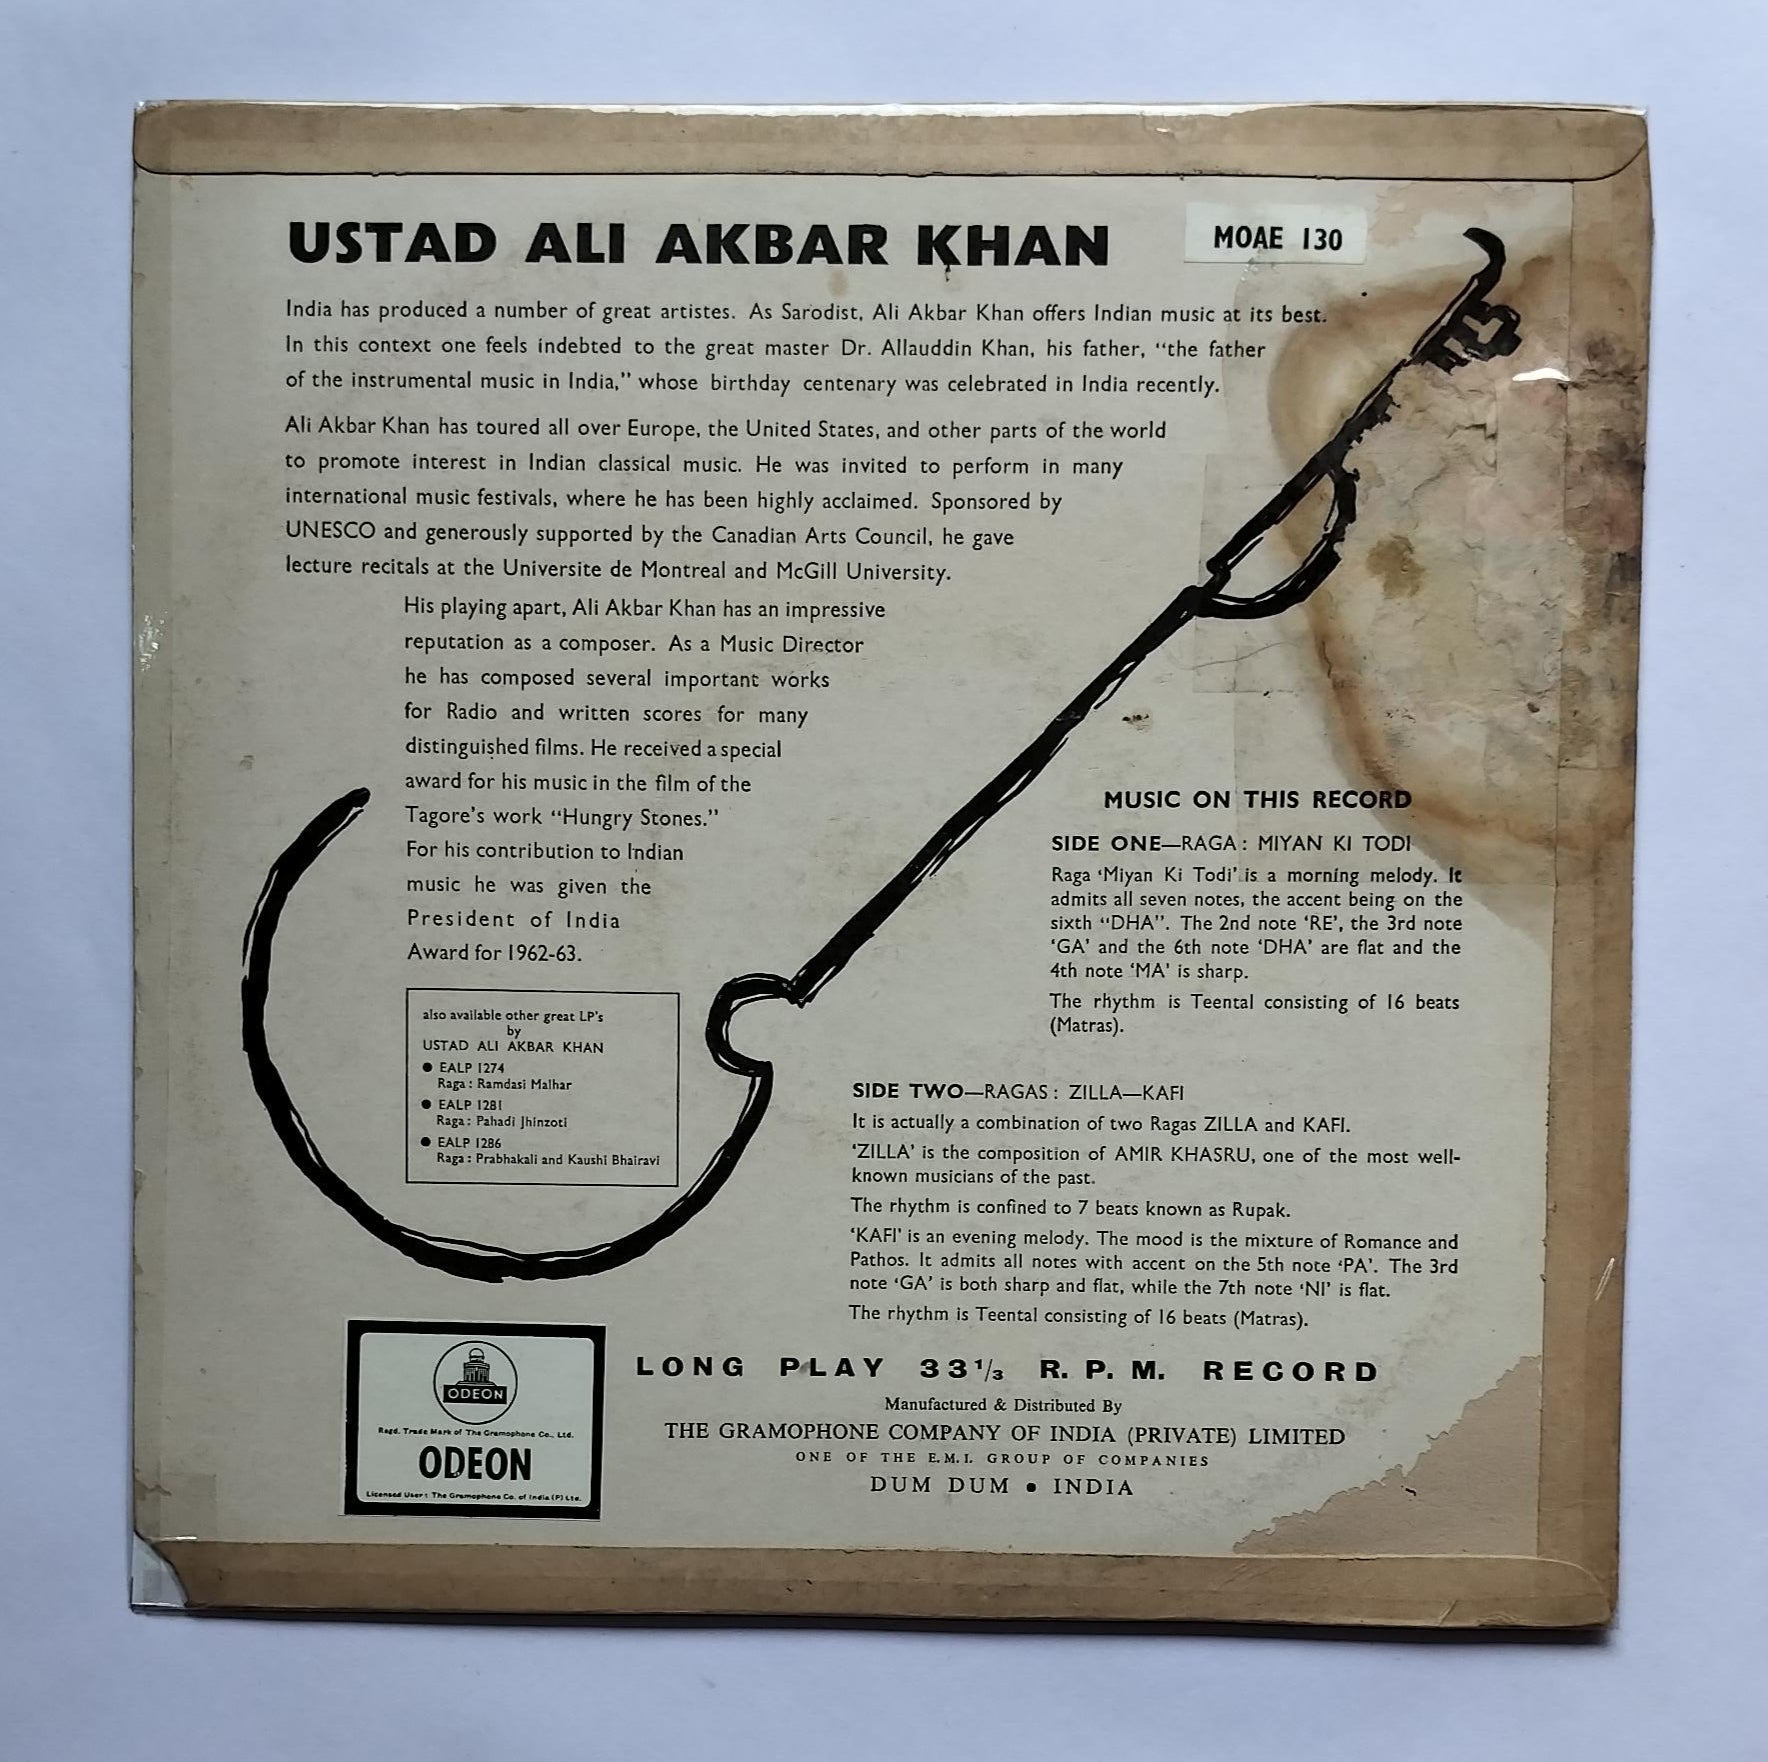 USTAD ALI AKBAR KHAN
MOAE 130
India has produced a number of great artistes. As Sarodist, Ali Akbar Khan offers Indian music at its best.
In this context one feels indebted to the great master Dr. Allauddin Khan, his father, “the father
of the instrumental music in India,” whose birthday centenary was celebrated in India recently.
Ali Akbar Khan has toured all over Europe, the United States, and other parts of the world
to promote interest in Indian classical music. He was invited to perform in many
international music festivals, where he has been highly acclaimed. Sponsored by
UNESCO and generously supported by the Canadian Arts Council, he gave
lecture recitals at the Universite de Montreal and McGill University.
His playing apart, Ali Akbar Khan has an impressive
reputation as a composer. As a Music Director
he has composed several important works
for Radio and written scores for many
distinguished films. He received a special
award for his music in the film of the
Tagore’s work “Hungry Stones.”
For his contribution to Indian
music he was given the
President of India
Award for 1962-63.
also available other great LP’s
by
USTAD ALI AKBAR KHAN
● EALP 1274
Raga : Ramdasi Malhar
● EALP 1281
Raga : Pahadi Jhinzoti
● EALP 1286
Raga : Prabhakali and Kaushi Bhairavi
MUSIC ON THIS RECORD
SIDE ONE—RAGA : MIYAN KI TODI
Raga ‘Miyan Ki Todi’ is a morning melody. It
admits all seven notes, the accent being on the
sixth “DHA”. The 2nd note ‘RE’, the 3rd note
‘GA’ and the 6th note ‘DHA’ are flat and the
4th note ‘MA’ is sharp.
The rhythm is Teental consisting of 16 beats
(Matras).
SIDE TWO—RAGAS : ZILLA—KAFI
It is actually a combination of two Ragas ZILLA and KAFI.
‘ZILLA’ is the composition of AMIR KHASRU, one of the most well-
known musicians of the past.
The rhythm is confined to 7 beats known as Rupak.
‘KAFI’ is an evening melody. The mood is the mixture of Romance and
Pathos. It admits all notes with accent on the 5th note ‘PA’. The 3rd
note ‘GA’ is both sharp and flat, while the 7th note ‘NI’ is flat.
The rhythm is Teental consisting of 16 beats (Matras).
ODEON
Regd. Trade Mark of The Gramophone Co., Ltd.
ODEON
Licensed User : The Gramophone Co. of India (P) Ltd.
LONG PLAY 33 1/3 R. P. M. RECORD
Manufactured & Distributed By
THE GRAMOPHONE COMPANY OF INDIA (PRIVATE) LIMITED
ONE OF THE E.M.I. GROUP OF COMPANIES
DUM DUM ● INDIA